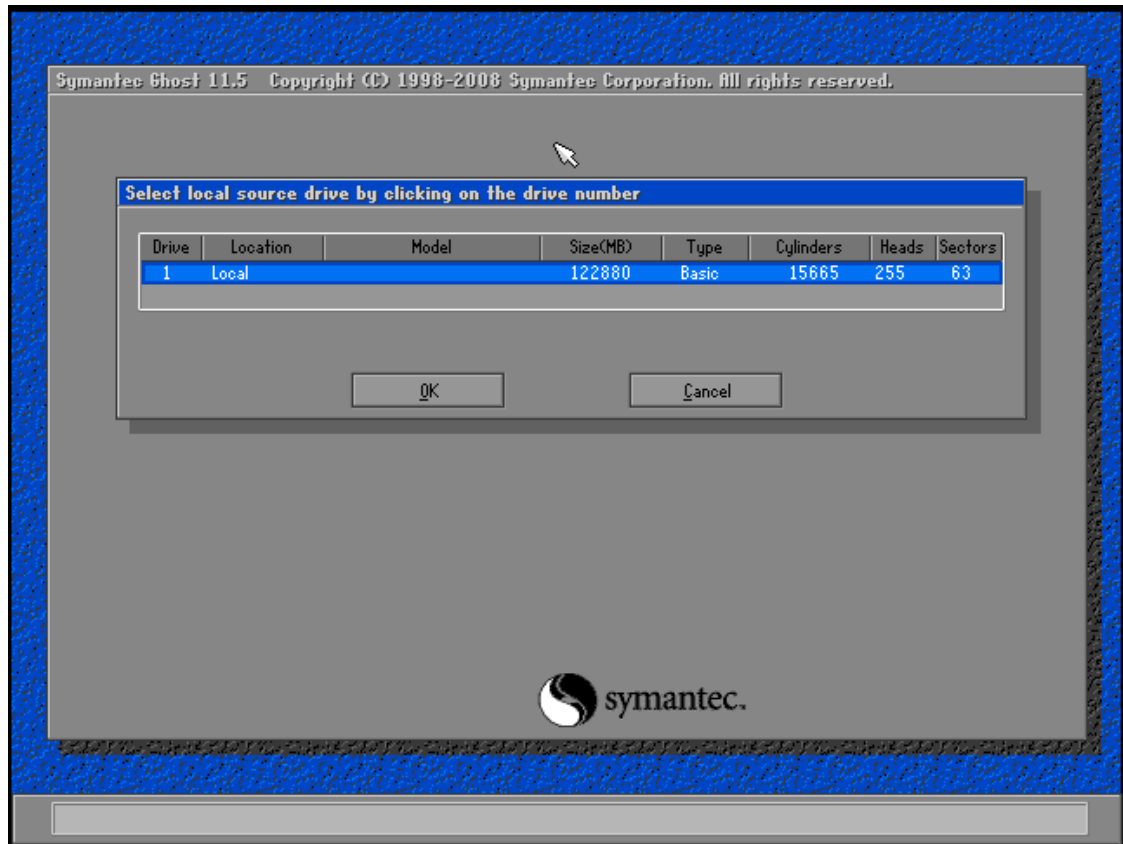 Symantec Ghost 11.5 Copyright (C) 1998-2008 Symantec Corporation. All rights reserved.
Select local source drive by clicking on the drive number
Drive Location Model Size(MB) Type Cylinders Heads Sectors
1 Local 122880 Basic 15665 255 63
OK Cancel
symantec.